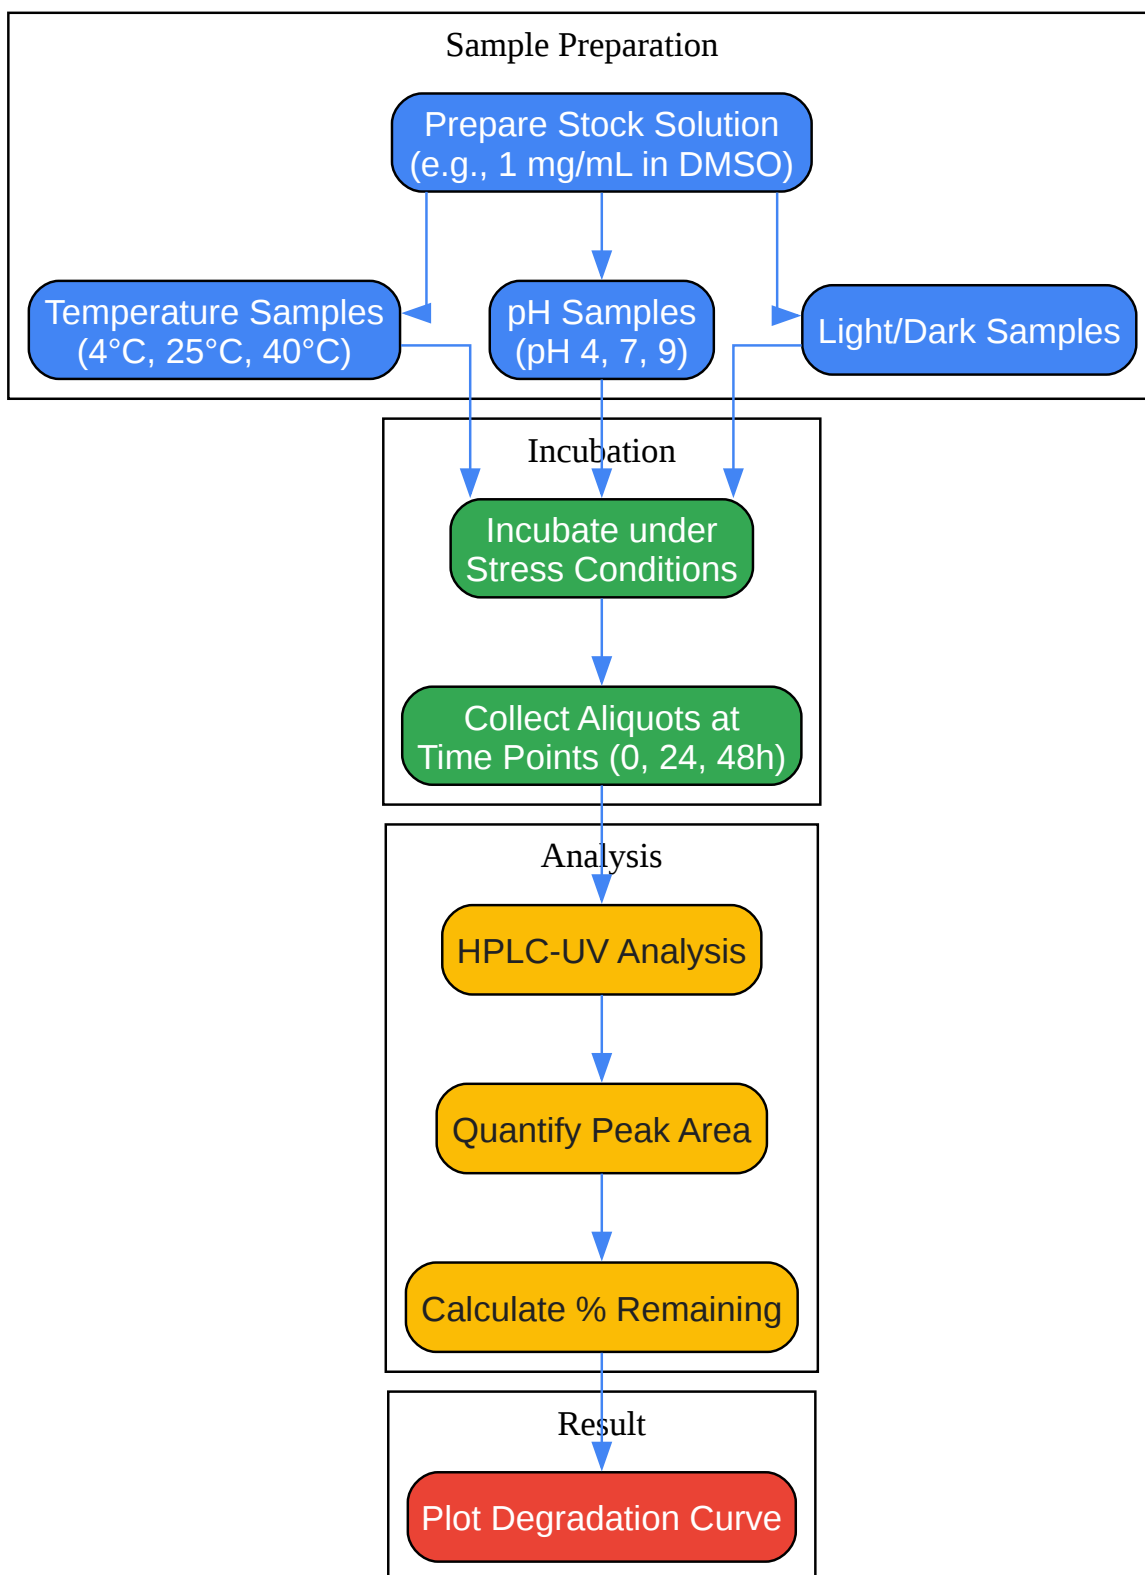 Sample Preparation
Prepare Stock Solution
(e.g., 1 mg/mL in DMSO)
Temperature Samples
(4°C, 25°C, 40°C)
pH Samples
(pH 4, 7, 9)
Light/Dark Samples
Incubation
Incubate under
Stress Conditions
Collect Aliquots at
Time Points (0, 24, 48h)
Analysis
HPLC-UV Analysis
Quantify Peak Area
Calculate % Remaining
Result
Plot Degradation Curve